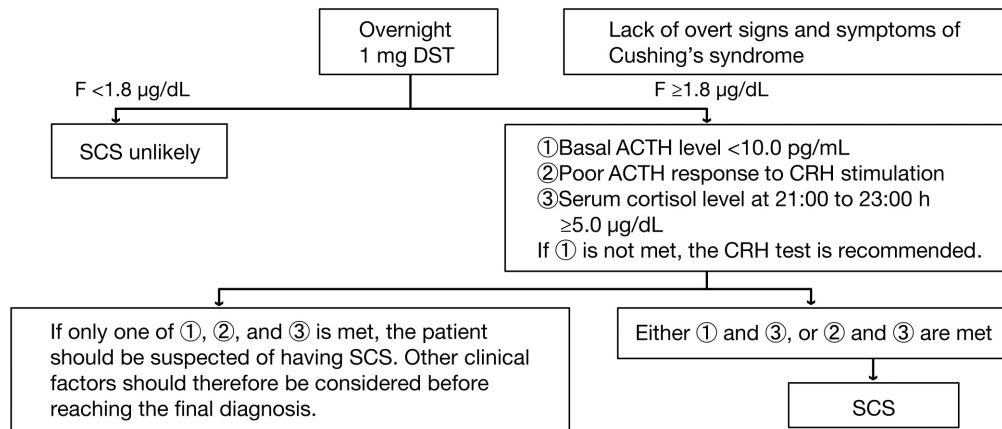 Overnight
1 mg DST
Lack of overt signs and symptoms of
Cushing’s syndrome
F <1.8 µg/dL
F ≥1.8 µg/dL
SCS unlikely
①Basal ACTH level <10.0 pg/mL
②Poor ACTH response to CRH stimulation
③Serum cortisol level at 21:00 to 23:00 h
≥5.0 µg/dL
If ① is not met, the CRH test is recommended.
If only one of ①, ②, and ③ is met, the patient
should be suspected of having SCS. Other clinical
factors should therefore be considered before
reaching the final diagnosis.
Either ① and ③, or ② and ③ are met
SCS